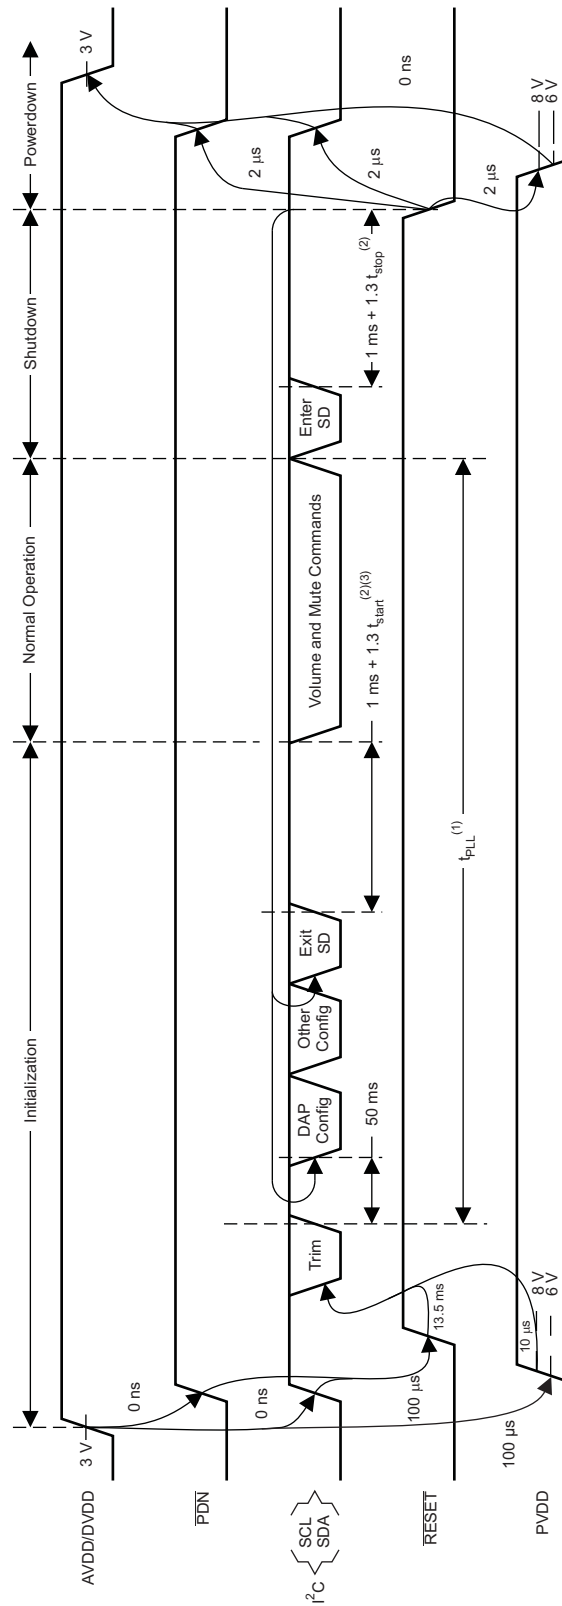 Initialization
Normal Operation
Shutdown
Powerdown
AVDD/DVDD
3 V
3 V
0 ns
PDN
2 μs
0 ns
I²C
SCL
SDA
Trim
DAP
Config
Other
Config
Exit
SD
Volume and Mute Commands
Enter
SD
2 μs
50 ms
1 ms + 1.3 tstart(2)(3)
1 ms + 1.3 tstop(2)
0 ns
100 μs
RESET
13.5 ms
tPLL(1)
2 μs
100 μs
10 μs
PVDD
8 V
6 V
8 V
6 V